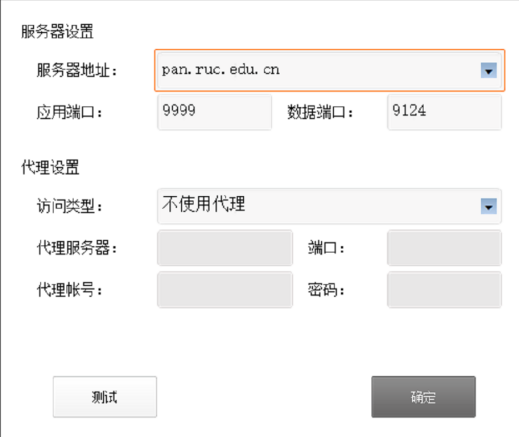 服务器设置
服务器地址： pan.ruc.edu.cn
应用端口： 9999 数据端口： 9124
代理设置
访问类型： 不使用代理
代理服务器： 端口：
代理帐号： 密码：
测试 确定